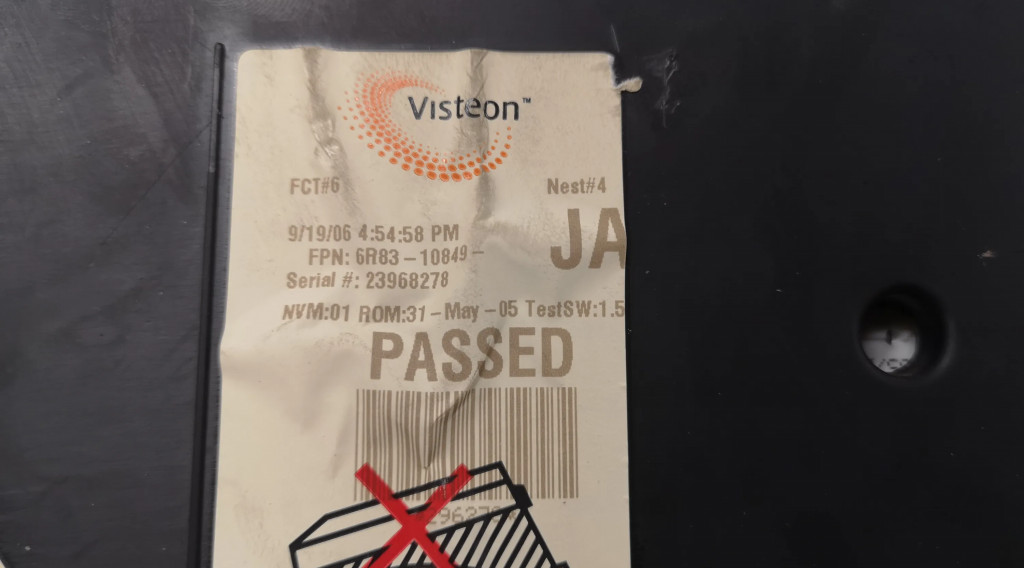 Visteon™
FCT#6 Nest#4
9/19/06 4:54:58 PM JA
FPN: 6R83-10849-
Serial #: 23968278
NVM:01 ROM:31-May-05 TestSW:1.5
PASSED